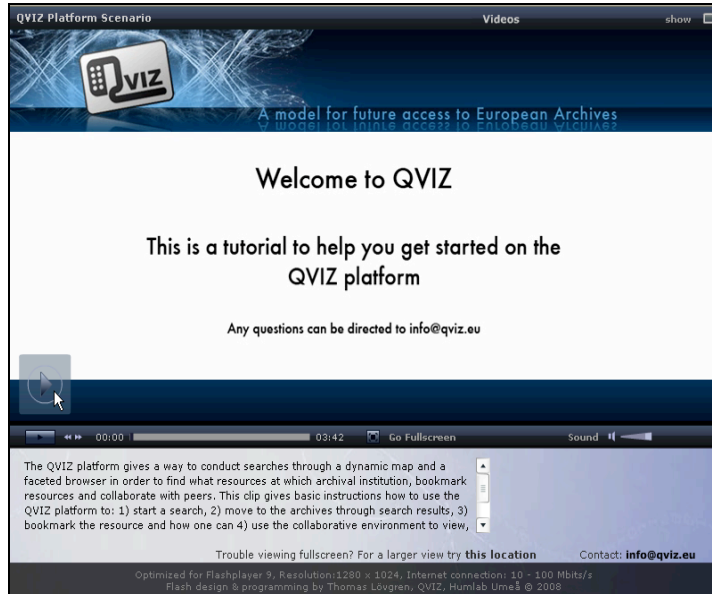 QVIZ Platform Scenario
Videos
show
QVIZ
A model for future access to European Archives
Welcome to QVIZ
This is a tutorial to help you get started on the
QVIZ platform
Any questions can be directed to info@qviz.eu
00:00
03:42
Go Fullscreen
Sound
The QVIZ platform gives a way to conduct searches through a dynamic map and a
faceted browser in order to find what resources at which archival institution, bookmark
resources and collaborate with peers. This clip gives basic instructions how to use the
QVIZ platform to: 1) start a search, 2) move to the archives through search results, 3)
bookmark the resource and how one can 4) use the collaborative environment to view,
Trouble viewing fullscreen? For a larger view try this location
Contact: info@qviz.eu
Optimized for Flashplayer 9, Resolution:1280 x 1024, Internet connection: 10 - 100 Mbits/s
Flash design & programming by Thomas Lövgren, QVIZ, Humlab Umeå @ 2008